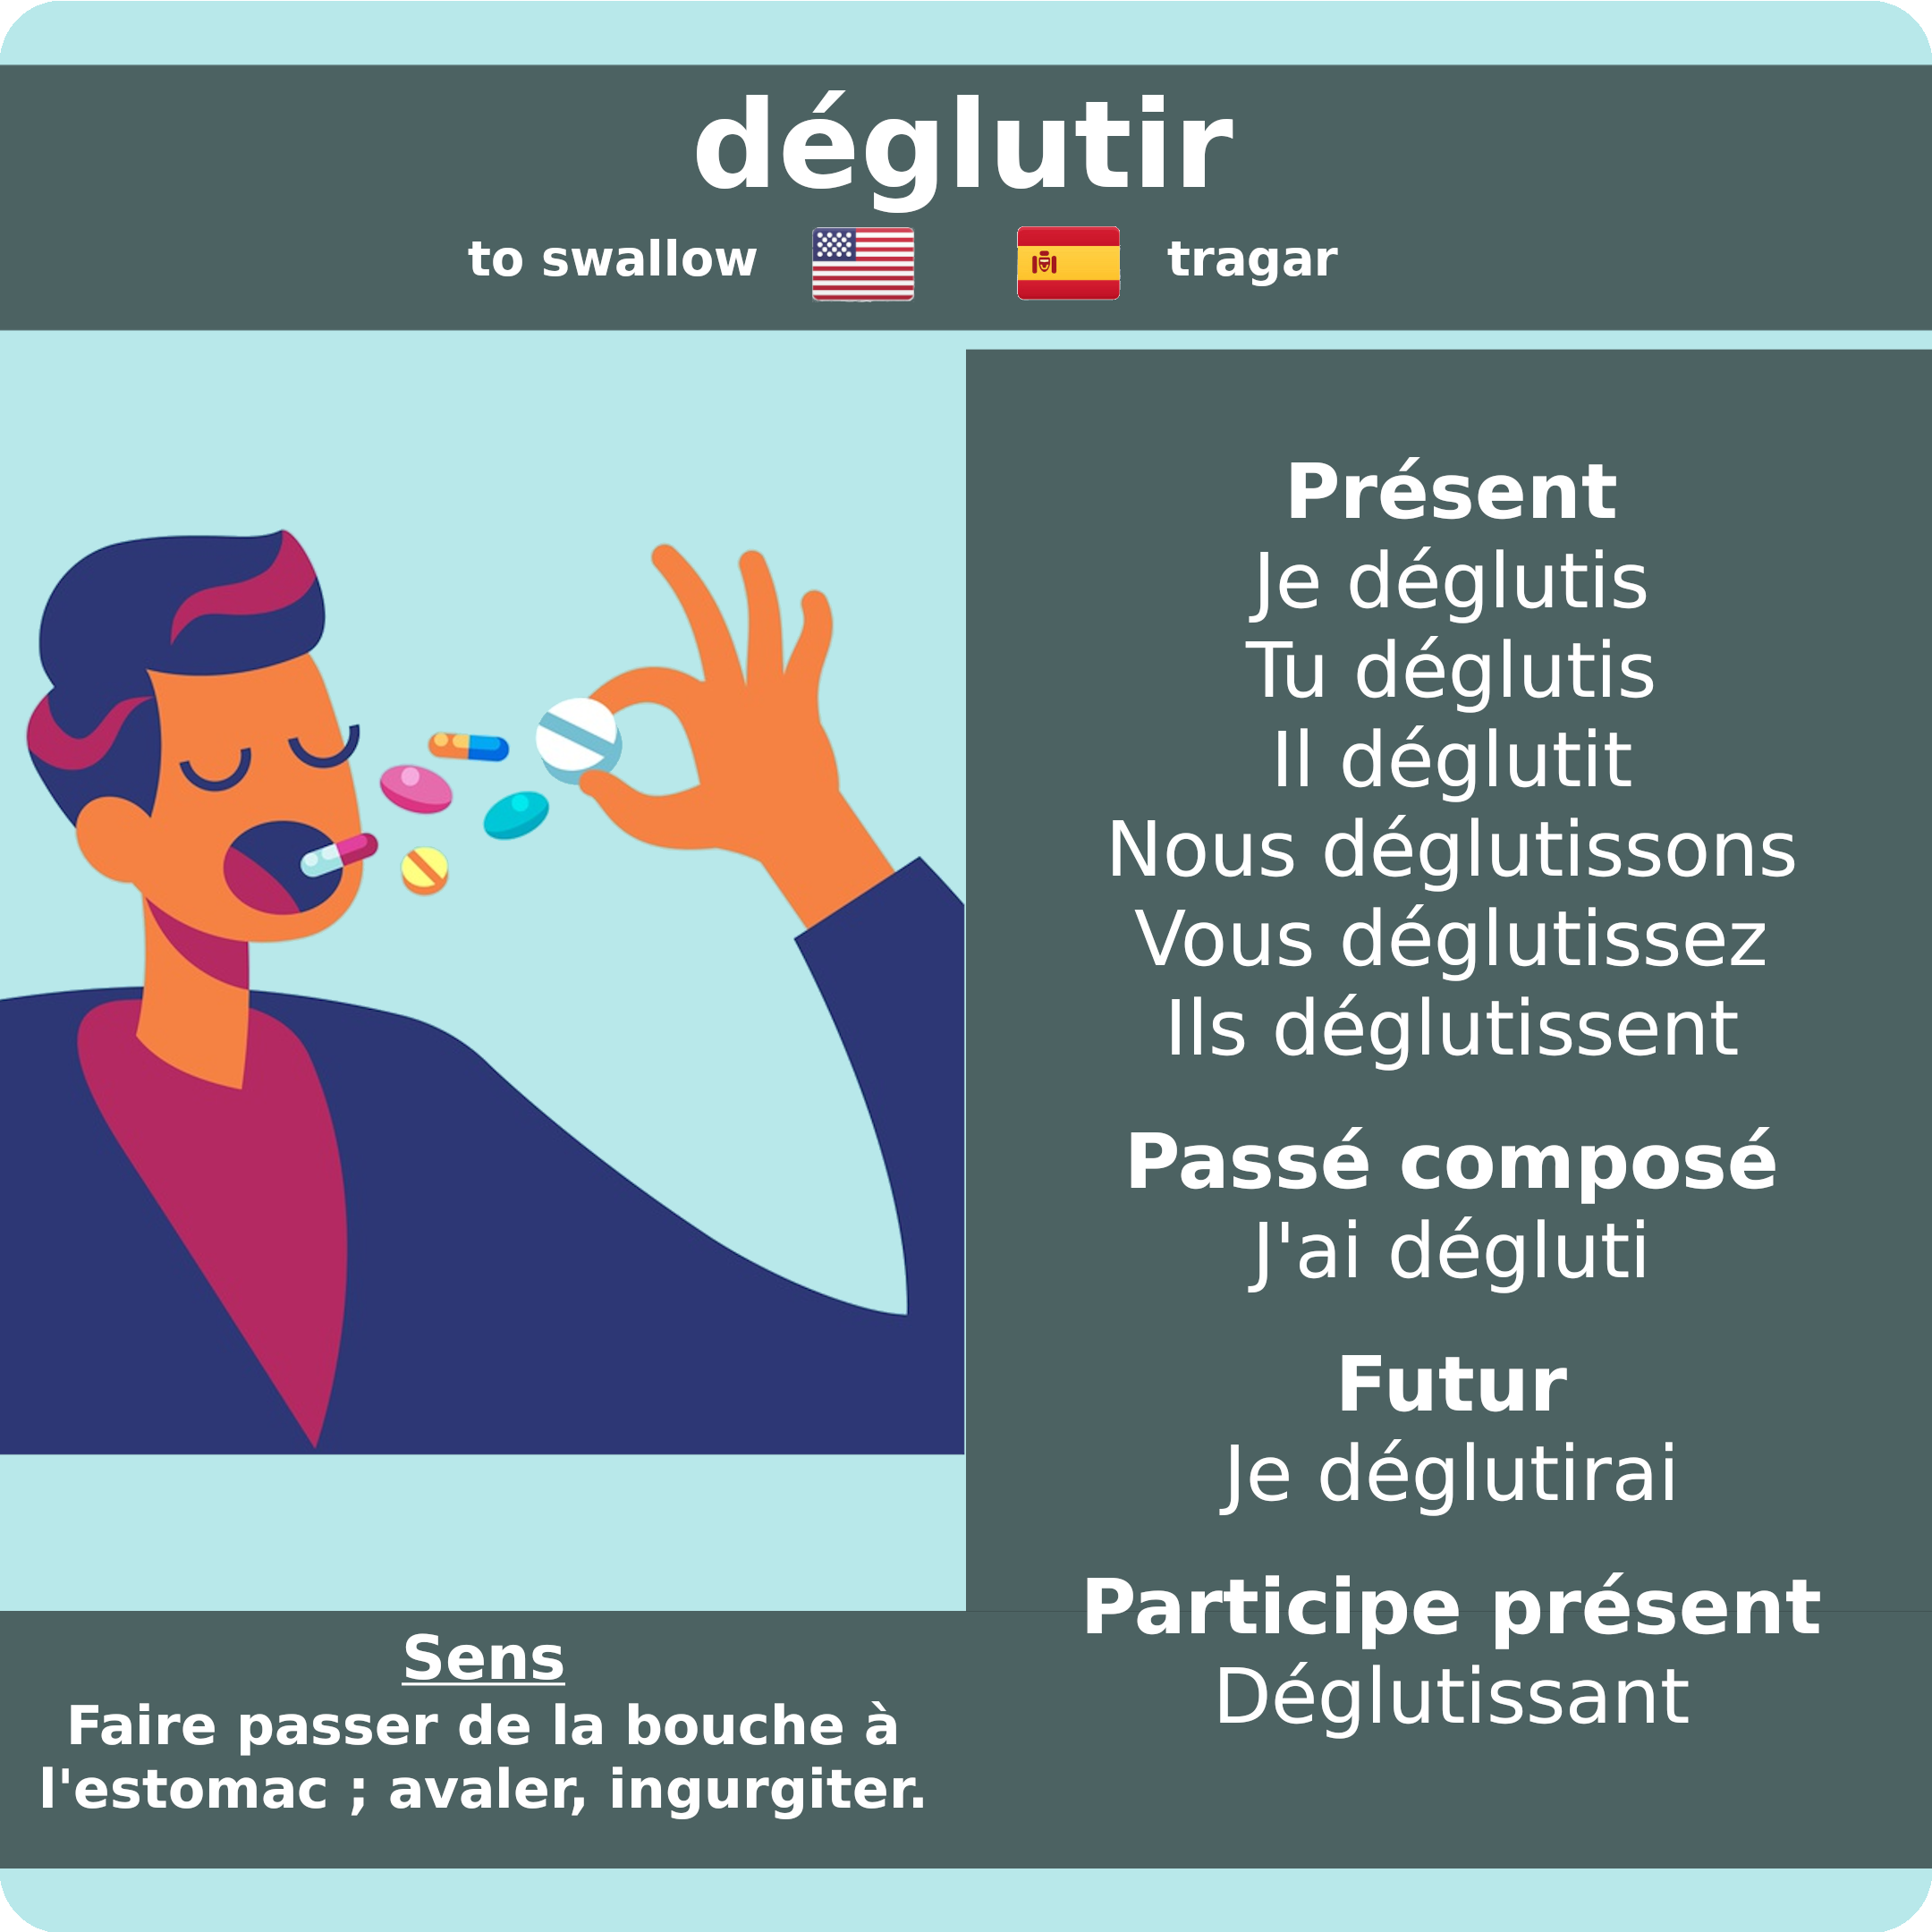 déglutir
to swallow
tragar
Présent
Je déglutis
Tu déglutis
Il déglutit
Nous déglutissons
Vous déglutissez
Ils déglutissent
Passé composé
J'ai dégluti
Futur
Je déglutirai
Participe présent
Déglutissant
Sens
Faire passer de la bouche à
l'estomac ; avaler, ingurgiter.